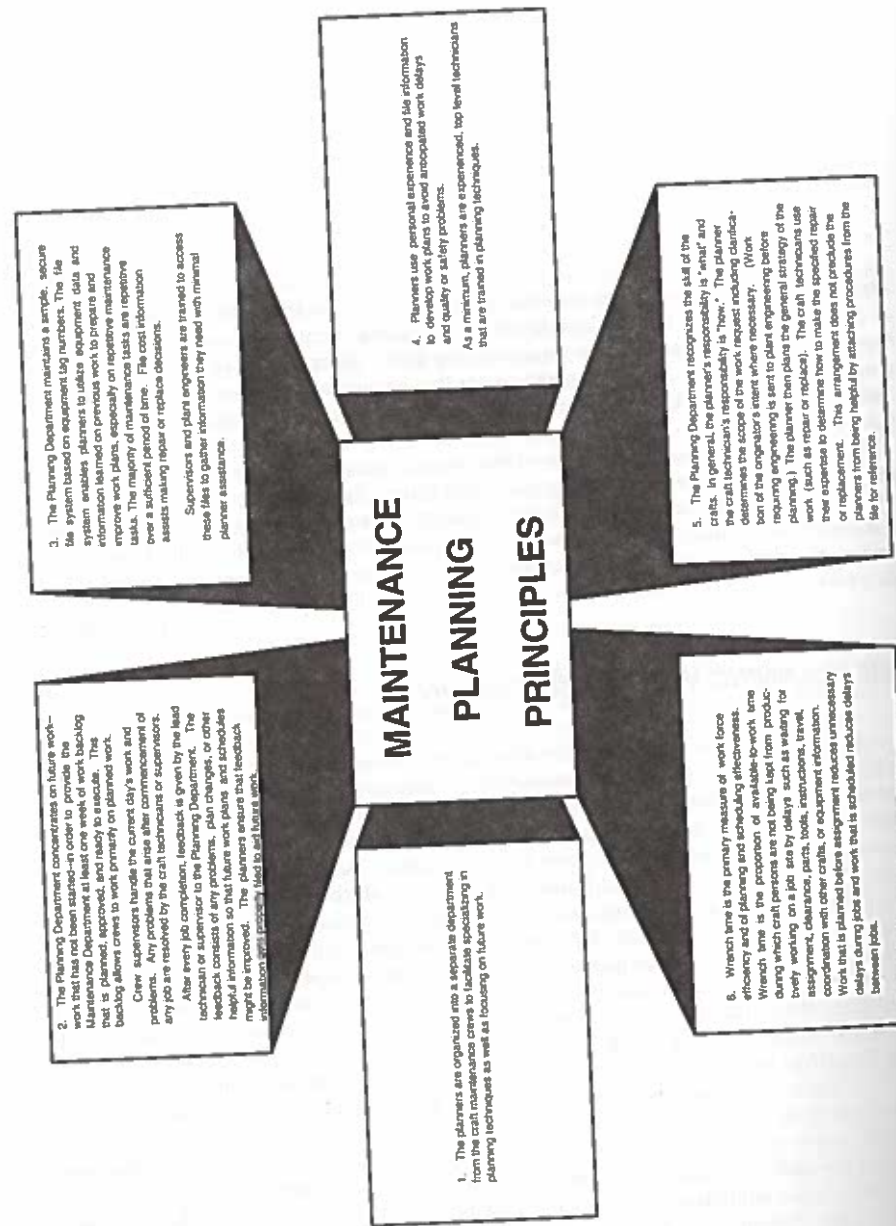 MAINTENANCE
PLANNING
PRINCIPLES
1. The planners are organized into a separate department
from the craft maintenance crews to facilitate specializing in
planning techniques as well as focusing on future work.
2. The Planning Department concentrates on future work--
work that has not been started--in order to provide the
Maintenance Department at least one week of work backlog
that is planned, approved, and ready to execute. This
backlog allows crews to work primarily on planned work.
Crew supervisors handle the current day's work and
problems. Any problems that arise after commencement of
any job are resolved by the craft technicians or supervisors.
After every job completion, feedback is given by the lead
technician or supervisor to the Planning Department. The
feedback consists of any problems, plan changes, or other
helpful information so that future work plans and schedules
might be improved. The planners ensure that feedback
information gets properly filed to aid future work.
3. The Planning Department maintains a simple, secure
file system based on equipment tag numbers. The file
system enables planners to utilize equipment data and
information learned on previous work to prepare and
improve work plans, especially on repetitive maintenance
tasks. The majority of maintenance tasks are repetitive
over a sufficient period of time. File cost information
assists making repair or replace decisions.
Supervisors and plant engineers are trained to access
these files to gather information they need with minimal
planner assistance.
4. Planners use personal experience and file information
to develop work plans to avoid anticipated work delays
and quality or safety problems.
As a minimum, planners are experienced, top level technicians
that are trained in planning techniques.
5. The Planning Department recognizes the skill of the
crafts. In general, the planner's responsibility is "what" and
the craft technician's responsibility is "how." The planner
determines the scope of the work request including clarifica-
tion of the originator's intent where necessary. (Work
requiring engineering is sent to plant engineering before
planning.) The planner then plans the general strategy of the
work (such as repair or replace). The craft technicians use
their expertise to determine how to make the specified repair
or replacement. This arrangement does not preclude the
planners from being helpful by attaching procedures from the
file for reference.
6. Wrench time is the primary measure of work force
efficiency and of planning and scheduling effectiveness.
Wrench time is the proportion of available-to-work time
during which craft persons are not being kept from produc-
tively working on a job site by delays such as waiting for
assignment, clearance, parts, tools, instructions, travel,
coordination with other crafts, or equipment information.
Work that is planned before assignment reduces unnecessary
delays during jobs and work that is scheduled reduces delays
between jobs.